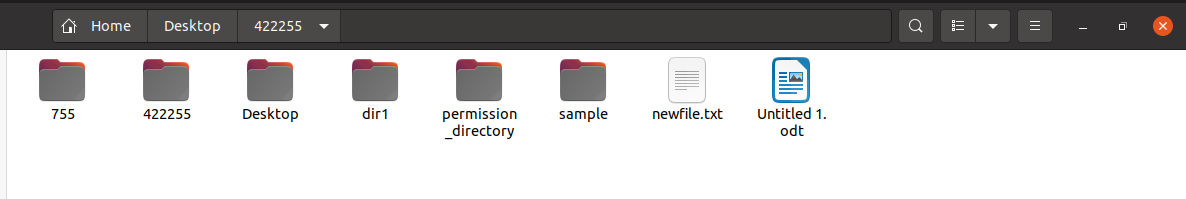 Home Desktop 422255
755 422255 Desktop dir1 permission sample newfile.txt Untitled 1.
_directory odt